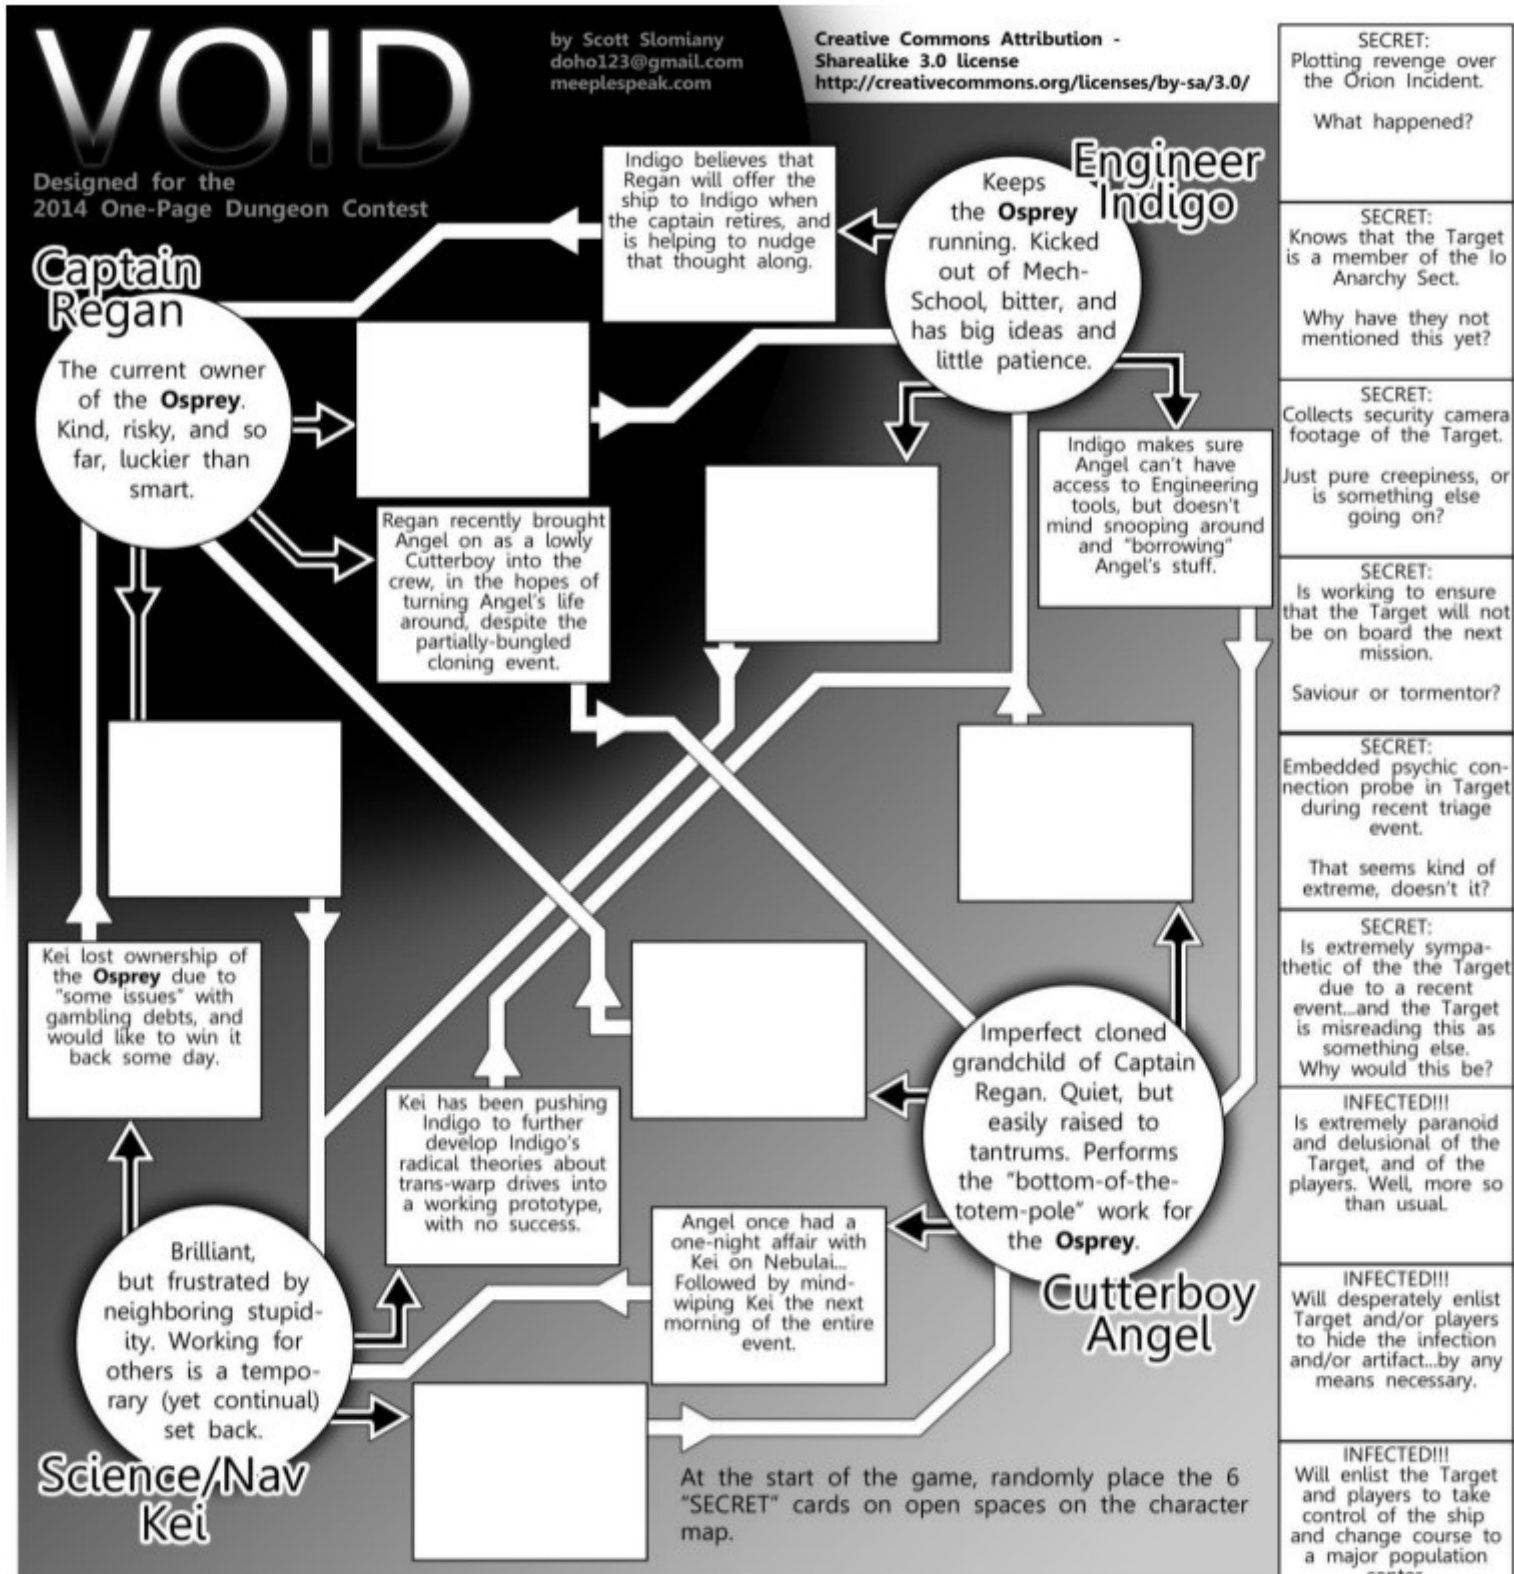 VOID
by Scott Slomiany
doho123@gmail.com
meeplespeak.com
Creative Commons Attribution -
Sharealike 3.0 license
http://creativecommons.org/licenses/by-sa/3.0/
Designed for the
2014 One-Page Dungeon Contest
Captain
Regan
The current owner
of the Osprey.
Kind, risky, and so
far, luckier than
smart.
Indigo believes that
Regan will offer the
ship to Indigo when
the captain retires, and
is helping to nudge
that thought along.
Engineer
Indigo
Keeps
the Osprey
running. Kicked
out of Mech-
School, bitter, and
has big ideas and
little patience.
Indigo makes sure
Angel can't have
access to Engineering
tools, but doesn't
mind snooping around
and "borrowing"
Angel's stuff.
Regan recently brought
Angel on as a lowly
Cutterboy into the
crew, in the hopes of
turning Angel's life
around, despite the
partially-bungled
cloning event.
Kei lost ownership of
the Osprey due to
"some issues" with
gambling debts, and
would like to win it
back some day.
Kei has been pushing
Indigo to further
develop Indigo's
radical theories about
trans-warp drives into
a working prototype,
with no success.
Angel once had a
one-night affair with
Kei on Nebulai...
Followed by mind-
wiping Kei the next
morning of the entire
event.
Imperfect cloned
grandchild of Captain
Regan. Quiet, but
easily raised to
tantrums. Performs
the "bottom-of-the-
totem-pole" work for
the Osprey.
Cutterboy
Angel
Brilliant,
but frustrated by
neighboring stupid-
ity. Working for
others is a tempo-
rary (yet continual)
set back.
Science/Nav
Kei
At the start of the game, randomly place the 6
"SECRET" cards on open spaces on the character
map.
SECRET:
Plotting revenge over
the Orion Incident.
What happened?
SECRET:
Knows that the Target
is a member of the Io
Anarchy Sect.
Why have they not
mentioned this yet?
SECRET:
Collects security camera
footage of the Target.
Just pure creepiness, or
is something else
going on?
SECRET:
Is working to ensure
that the Target will not
be on board the next
mission.
Saviour or tormentor?
SECRET:
Embedded psychic con-
nection probe in Target
during recent triage
event.
That seems kind of
extreme, doesn't it?
SECRET:
Is extremely sympa-
thetic of the the Target
due to a recent
event...and the Target
is misreading this as
something else.
Why would this be?
INFECTED!!!
Is extremely paranoid
and delusional of the
Target, and of the
players. Well, more so
than usual.
INFECTED!!!
Will desperately enlist
Target and/or players
to hide the infection
and/or artifact...by any
means necessary.
INFECTED!!!
Will enlist the Target
and players to take
control of the ship
and change course to
a major population